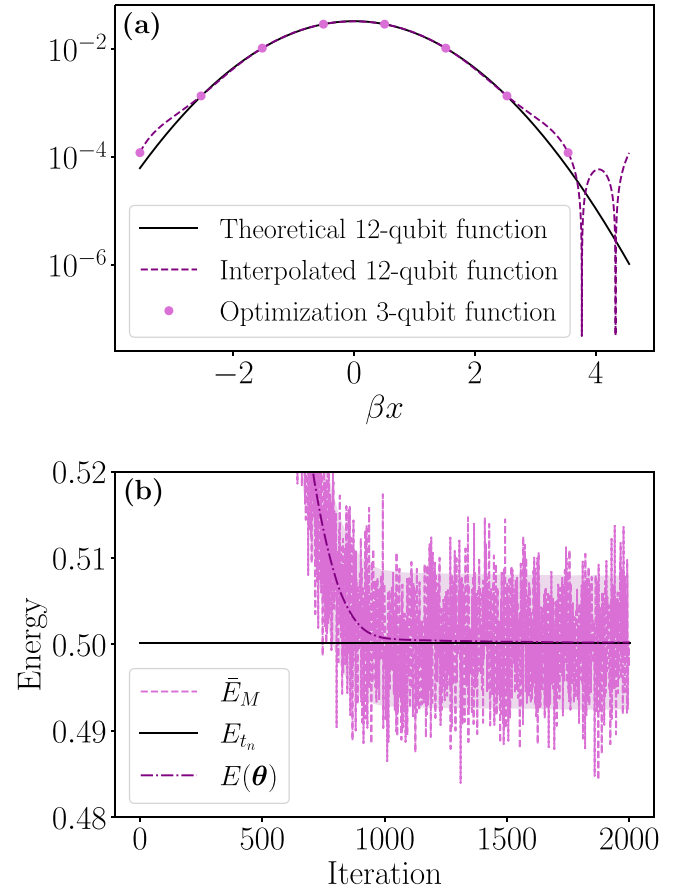 (a)
10⁻²
10⁻⁴
10⁻⁶
Theoretical 12-qubit function
Interpolated 12-qubit function
Optimization 3-qubit function
−2 0 2 4
βx
(b)
0.52
0.51
0.50
0.49
0.48
Energy
Ē_M
E_{t_n}
E(θ)
0 500 1000 1500 2000
Iteration